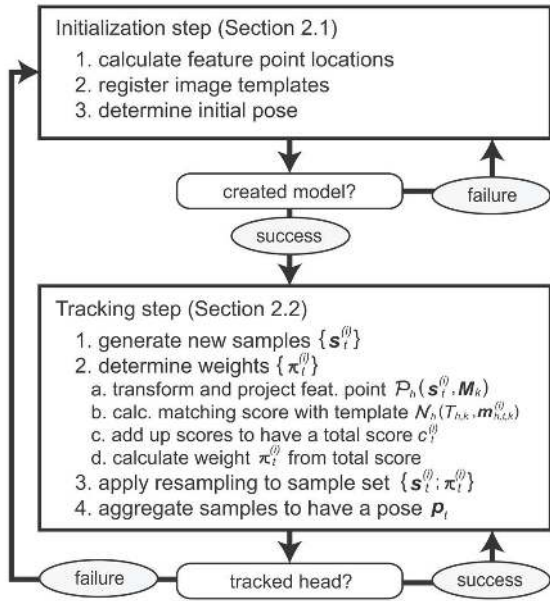 Initialization step (Section 2.1)
1. calculate feature point locations
2. register image templates
3. determine initial pose
created model?
failure
success
Tracking step (Section 2.2)
1. generate new samples {s_t^(i)}
2. determine weights {π_t^(i)}
a. transform and project feat. point P_h(s_t^(i), M_k)
b. calc. matching score with template N_h(T_h,k, m_h,t,k^(i))
c. add up scores to have a total score c_t^(i)
d. calculate weight π_t^(i) from total score
3. apply resampling to sample set {s_t^(i); π_t^(i)}
4. aggregate samples to have a pose p_t
failure
tracked head?
success